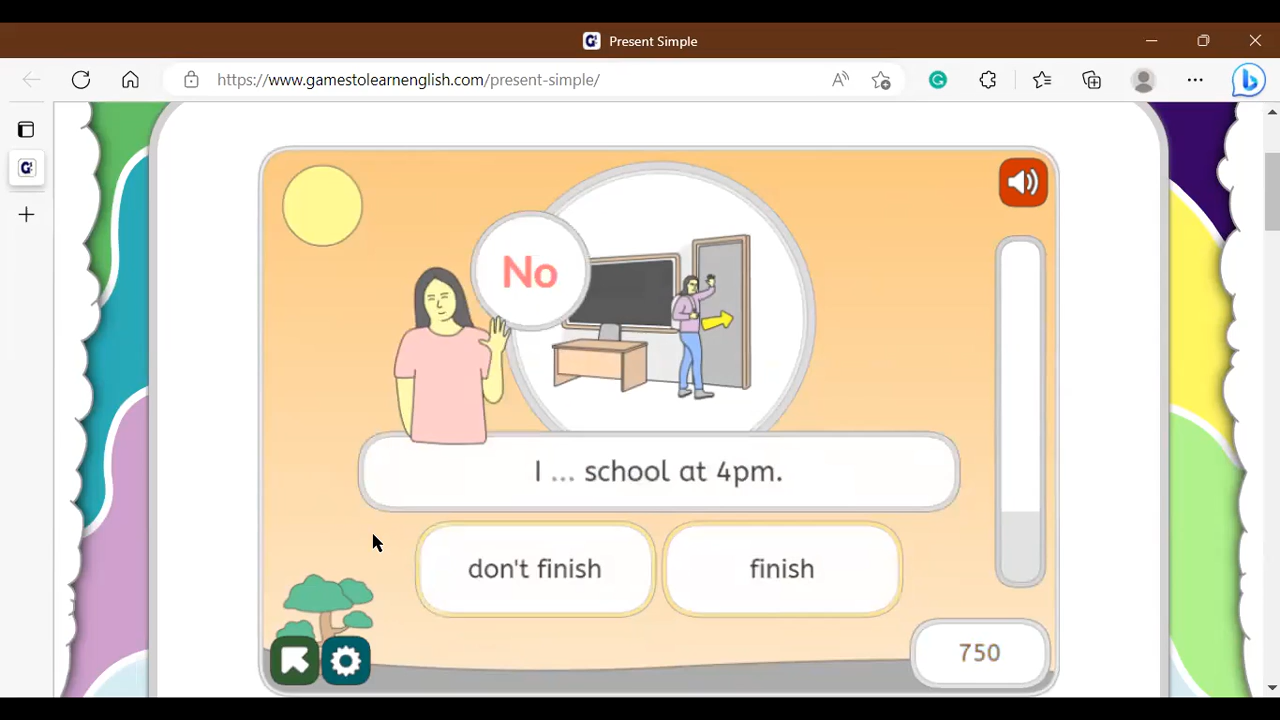 Present Simple
https://www.gamestolearnenglish.com/present-simple/
No
I ... school at 4pm.
don't finish
finish
750